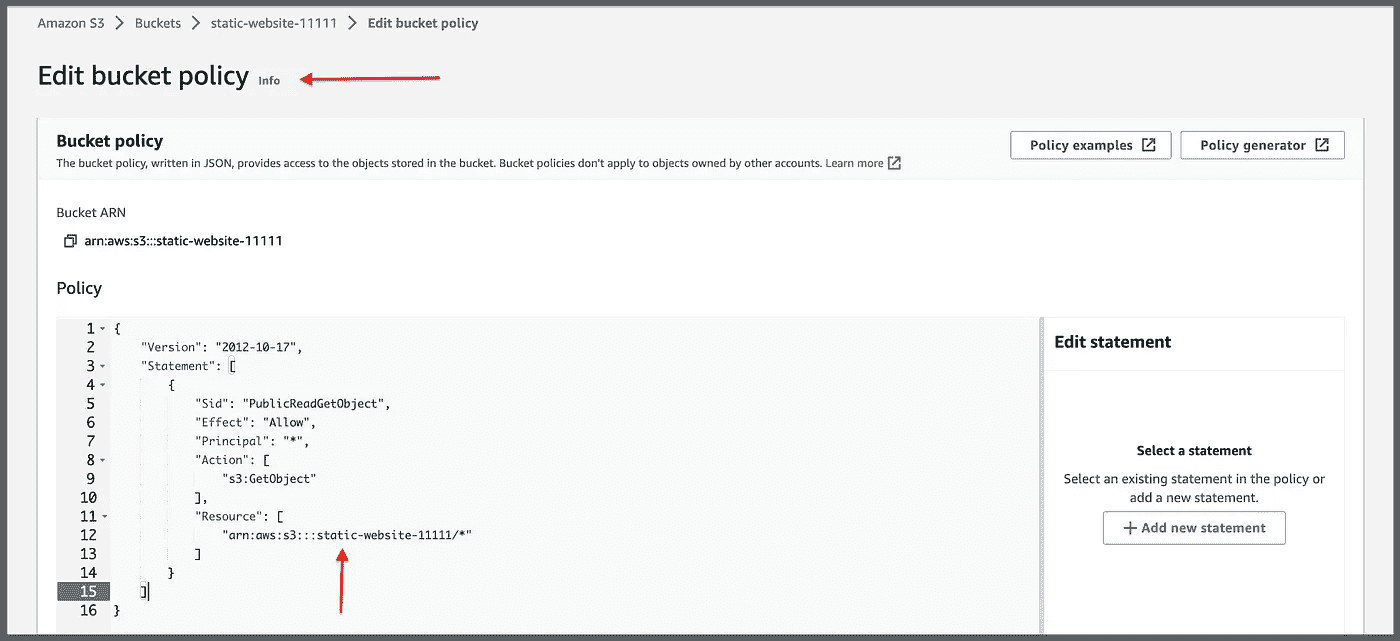 Amazon S3 > Buckets > static-website-11111 > Edit bucket policy
Edit bucket policy Info
Bucket policy
The bucket policy, written in JSON, provides access to the objects stored in the bucket. Bucket policies don't apply to objects owned by other accounts. Learn more
Policy examples
Policy generator
Bucket ARN
arn:aws:s3:::static-website-11111
Policy
1 {
2 "Version": "2012-10-17",
3 "Statement": [
4 {
5 "Sid": "PublicReadGetObject",
6 "Effect": "Allow",
7 "Principal": "*",
8 "Action": [
9 "s3:GetObject"
10 ],
11 "Resource": [
12 "arn:aws:s3:::static-website-11111/*"
13 ]
14 }
15 ]
16 }
Edit statement
Select a statement
Select an existing statement in the policy or
add a new statement.
+ Add new statement